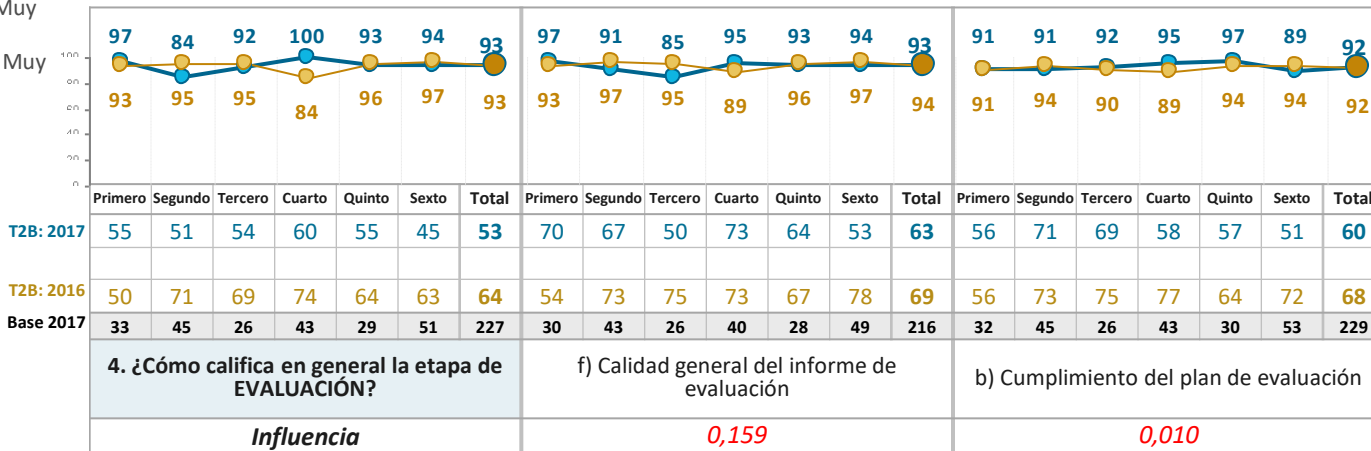 Muy
97 84 92 100 93 94 93 97 91 85 95 93 94 93 91 91 92 95 97 89 92
Muy
100
80
60
40
20
0
93 95 95 84 96 97 93 93 97 95 89 96 97 94 91 94 90 89 94 94 92
Primero Segundo Tercero Cuarto Quinto Sexto Total Primero Segundo Tercero Cuarto Quinto Sexto Total Primero Segundo Tercero Cuarto Quinto Sexto Total
T2B: 2017 55 51 54 60 55 45 53 70 67 50 73 64 53 63 56 71 69 58 57 51 60
T2B: 2016 50 71 69 74 64 63 64 54 73 75 73 67 78 69 56 73 75 77 64 72 68
Base 2017 33 45 26 43 29 51 227 30 43 26 40 28 49 216 32 45 26 43 30 53 229
4. ¿Cómo califica en general la etapa de
EVALUACIÓN?
f) Calidad general del informe de
evaluación
b) Cumplimiento del plan de evaluación
Influencia 0,159 0,010